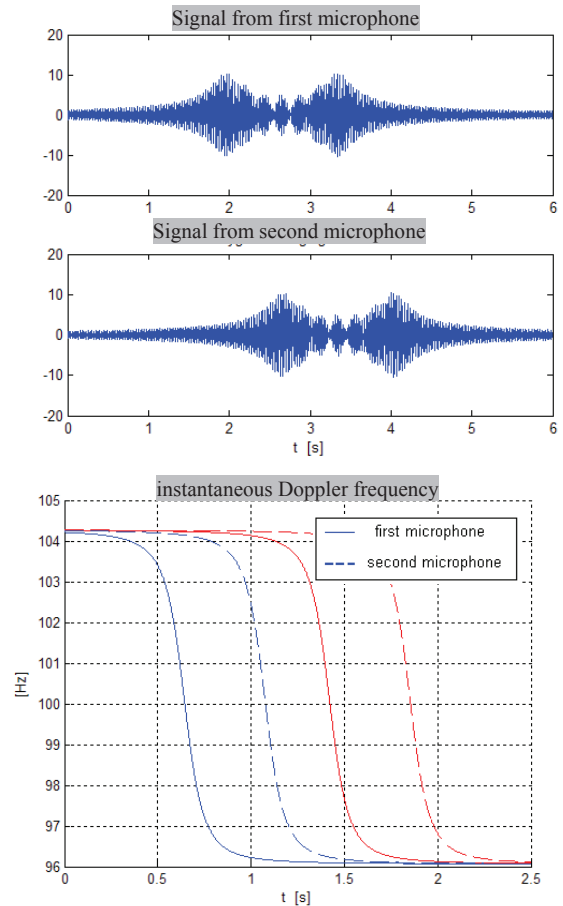 Signal from first microphone
20
10
0
-10
-20
0 1 2 3 4 5 6
Signal from second microphone
20
10
0
-10
-20
0 1 2 3 4 5 6
t [s]
instantaneous Doppler frequency
105
104
103
102
101
100
99
98
97
96
[Hz]
first microphone
second microphone
0 0.5 1 1.5 2 2.5
t [s]